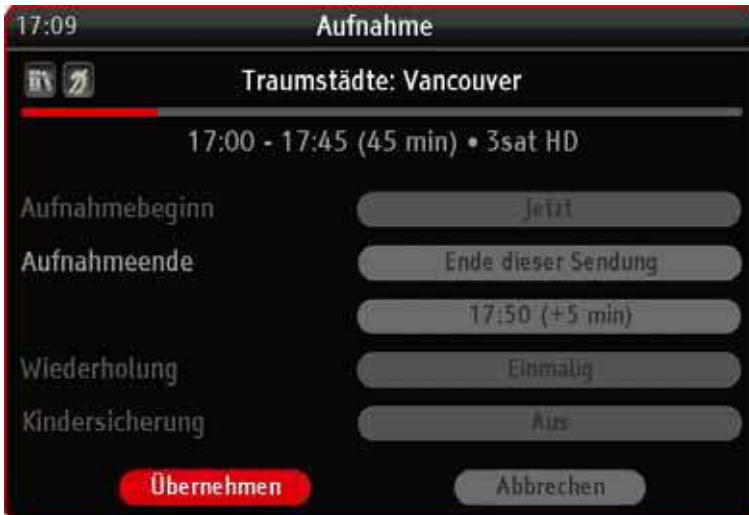 17:09 Aufnahme
Traumstädte: Vancouver
17:00 - 17:45 (45 min) • 3sat HD
Aufnahmebeginn Jetzt
Aufnahmeende Ende dieser Sendung
17:50 (+5 min)
Wiederholung Einmalig
Kindersicherung Aus
Übernehmen Abbrechen